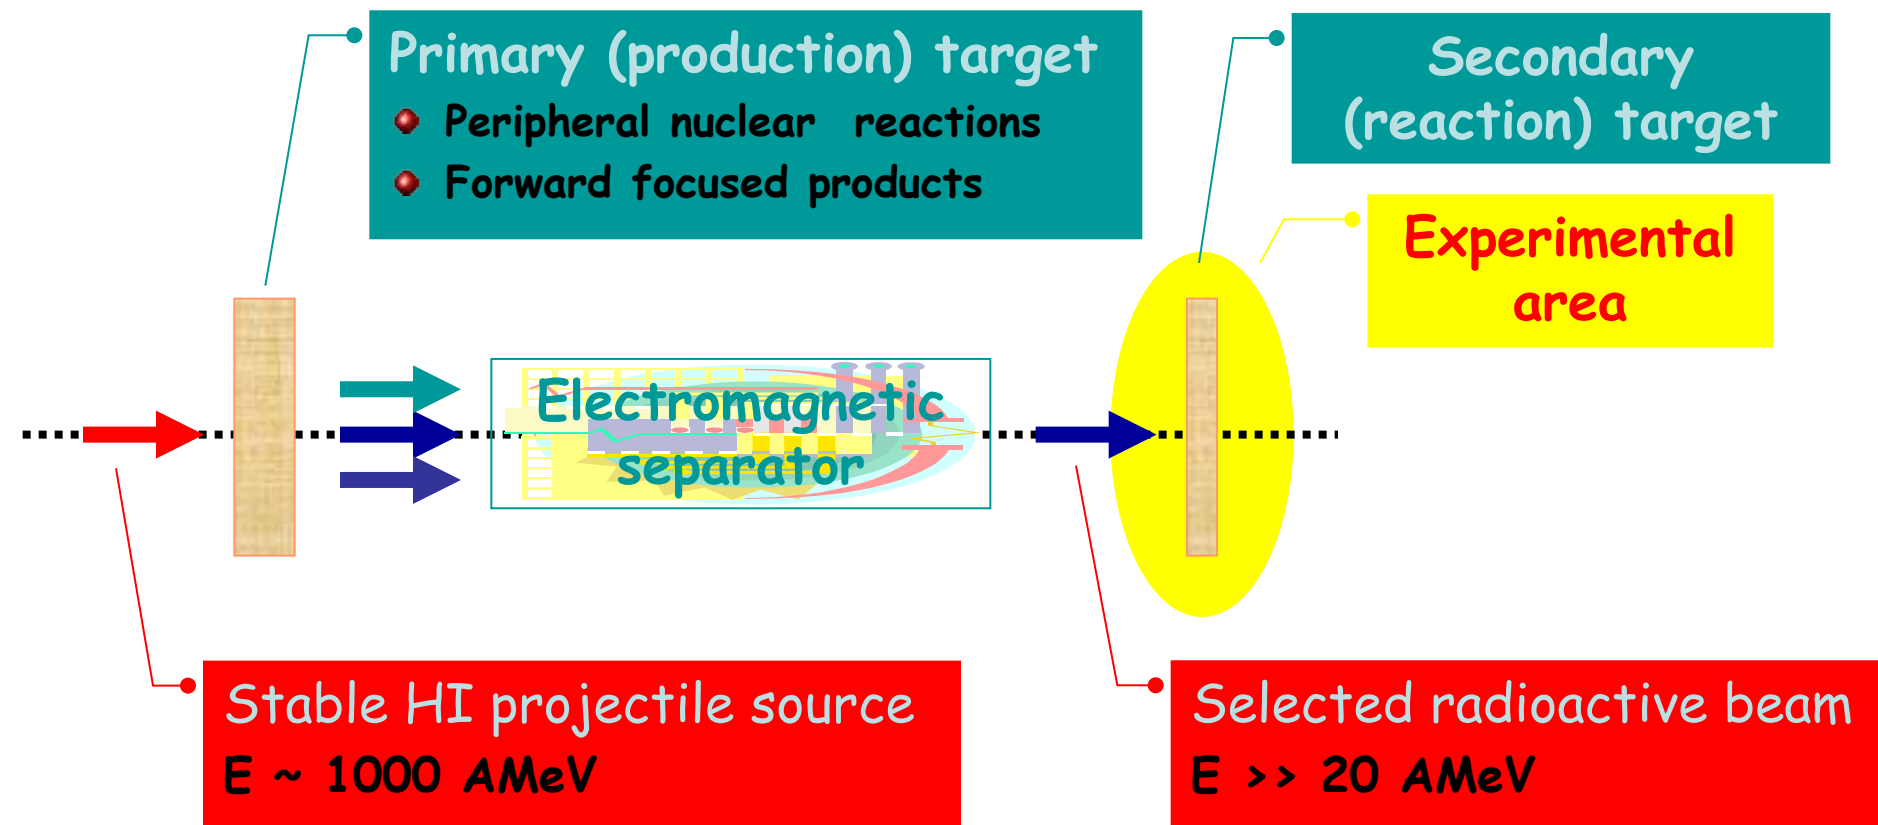 Primary (production) target
Peripheral nuclear reactions
Forward focused products
Secondary
(reaction) target
Experimental
area
Electromagnetic
separator
Stable HI projectile source
E ~ 1000 AMeV
Selected radioactive beam
E >> 20 AMeV